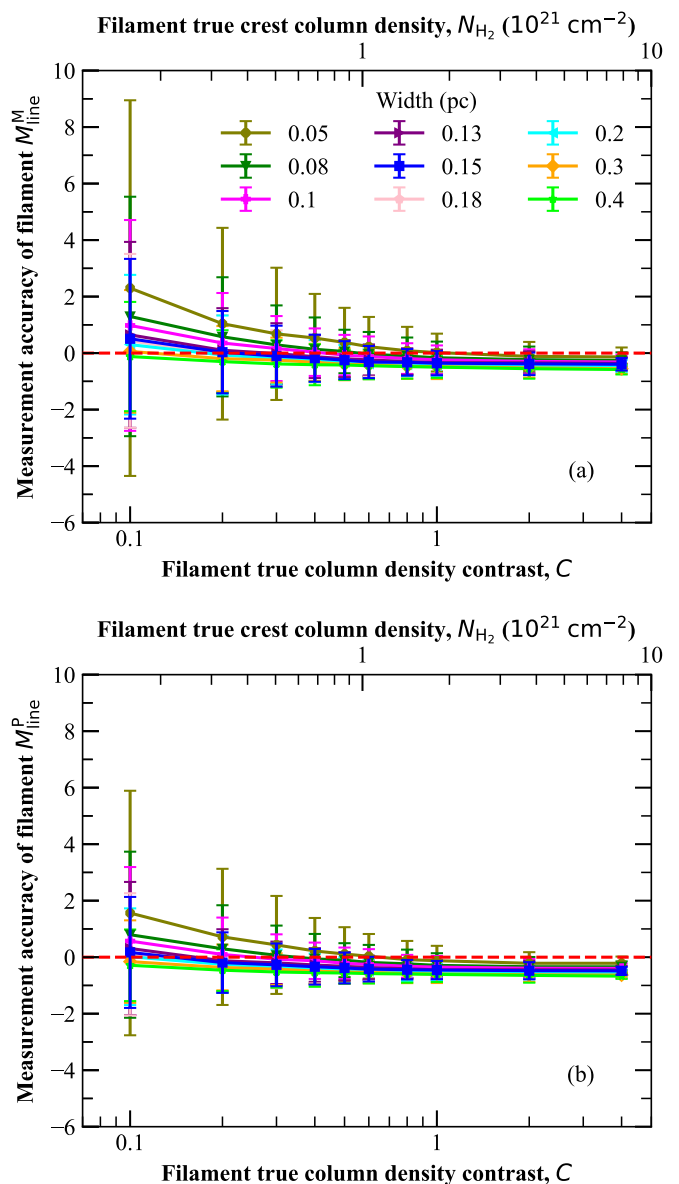 Filament true crest column density, N_H₂ (10²¹ cm⁻²)
1 10
10
8
6
4
2
0
−2
−4
−6
Measurement accuracy of filament M^M_line
Width (pc)
0.05 0.13 0.2
0.08 0.15 0.3
0.1 0.18 0.4
(a)
0.1 1
Filament true column density contrast, C
Filament true crest column density, N_H₂ (10²¹ cm⁻²)
1 10
10
8
6
4
2
0
−2
−4
−6
Measurement accuracy of filament M^P_line
(b)
0.1 1
Filament true column density contrast, C